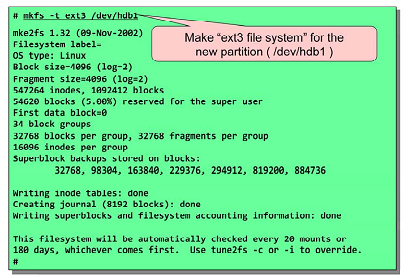 # mkfs -t ext3 /dev/hdb1
Make “ext3 file system” for the
new partition ( /dev/hdb1 )
mke2fs 1.32 (09-Nov-2002)
Filesystem label=
OS type: Linux
Block size=4096 (log=2)
Fragment size=4096 (log=2)
547264 inodes, 1092412 blocks
54620 blocks (5.00%) reserved for the super user
First data block=0
34 block groups
32768 blocks per group, 32768 fragments per group
16096 inodes per group
Superblock backups stored on blocks:
32768, 98304, 163840, 229376, 294912, 819200, 884736
Writing inode tables: done
Creating journal (8192 blocks): done
Writing superblocks and filesystem accounting information: done
This filesystem will be automatically checked every 20 mounts or
180 days, whichever comes first. Use tune2fs -c or -i to override.
#